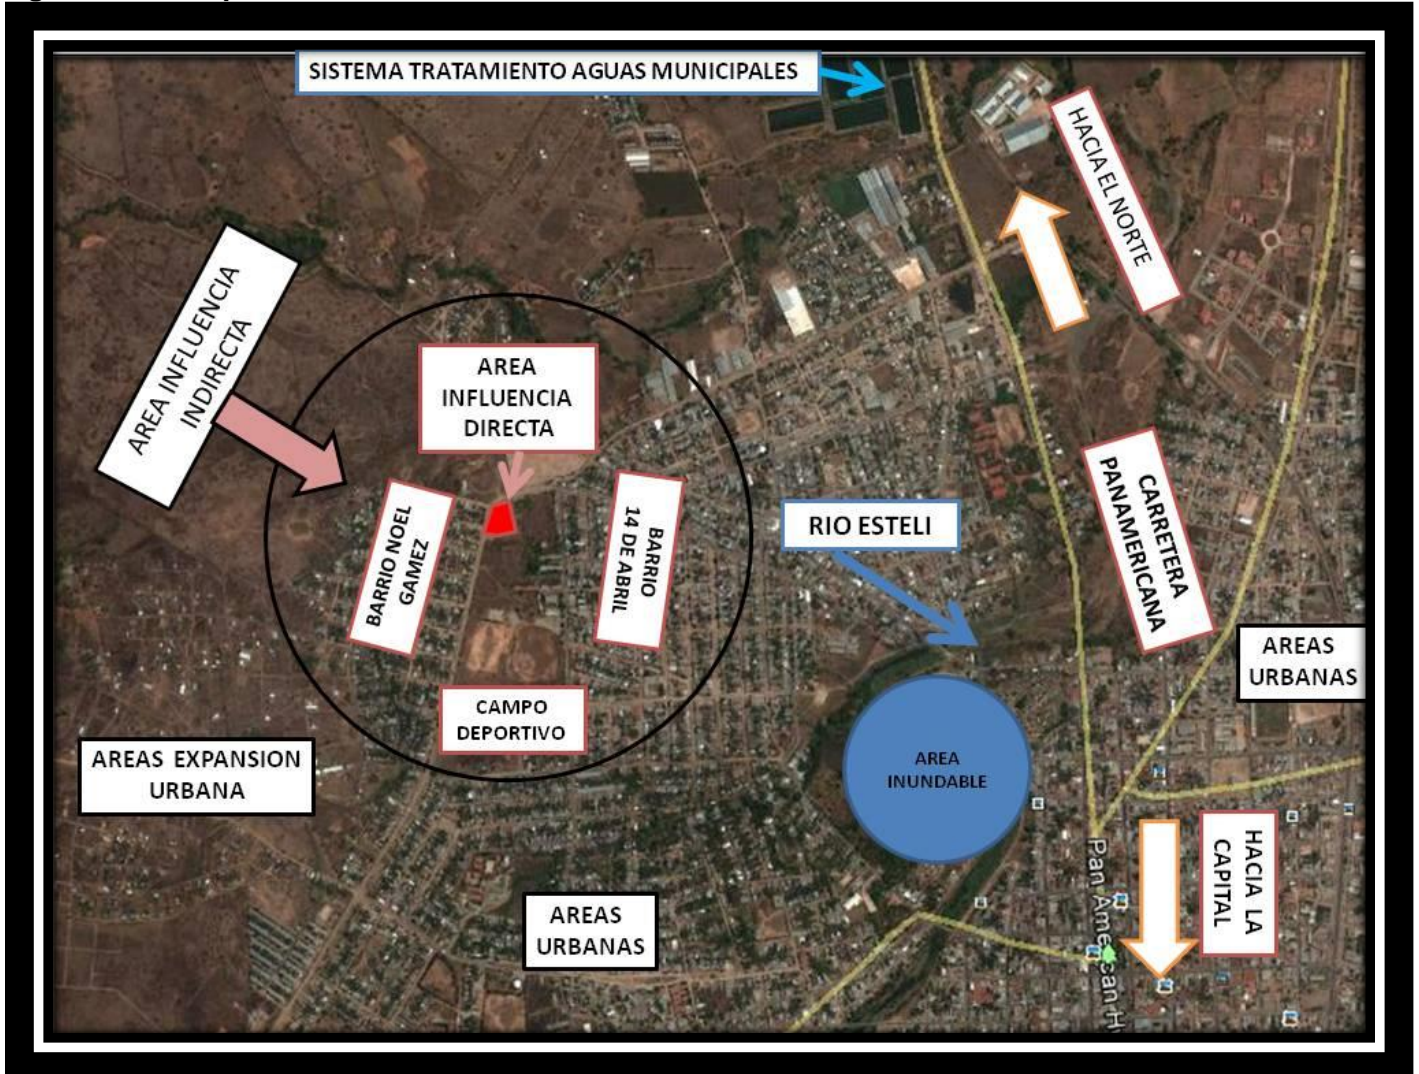 SISTEMA TRATAMIENTO AGUAS MUNICIPALES
HACIA EL NORTE
AREA INFLUENCIA
INDIRECTA
AREA
INFLUENCIA
DIRECTA
BARRIO NOEL
GAMEZ
BARRIO
14 DE ABRIL
RIO ESTELI
CARRETERA
PANAMERICANA
AREAS
URBANAS
CAMPO
DEPORTIVO
AREAS EXPANSION
URBANA
AREA
INUNDABLE
HACIA LA
CAPITAL
AREAS
URBANAS
Pan American H